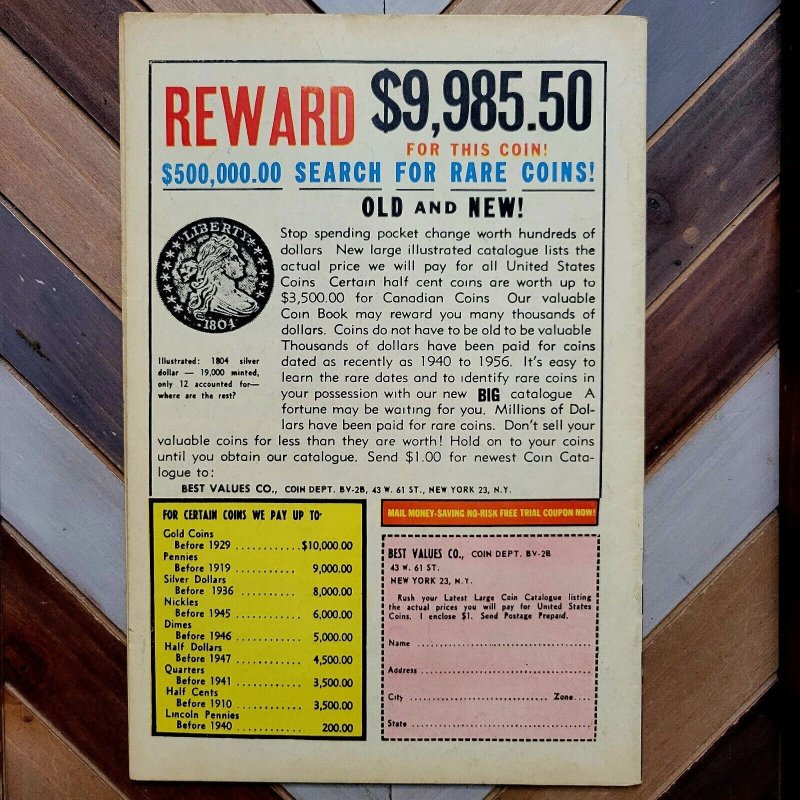 REWARD $9,985.50
FOR THIS COIN!
$500,000.00 SEARCH FOR RARE COINS!
OLD AND NEW!
LIBERTY
1804
Illustrated: 1804 silver
dollar — 19,000 minted,
only 12 accounted for—
where are the rest?
Stop spending pocket change worth hundreds of
dollars New large illustrated catalogue lists the
actual price we will pay for all United States
Coins Certain half cent coins are worth up to
$3,500.00 for Canadian Coins Our valuable
Coin Book may reward you many thousands of
dollars. Coins do not have to be old to be valuable
Thousands of dollars have been paid for coins
dated as recently as 1940 to 1956. It's easy to
learn the rare dates and to identify rare coins in
your possession with our new BIG catalogue A
fortune may be waiting for you. Millions of Dol-
lars have been paid for rare coins. Don't sell your
valuable coins for less than they are worth! Hold on to your coins
until you obtain our catalogue. Send $1.00 for newest Coin Cata-
logue to:
BEST VALUES CO., COIN DEPT. BV-2B, 43 W. 61 ST., NEW YORK 23, N.Y.
FOR CERTAIN COINS WE PAY UP TO-
Gold Coins
Before 1929 ............ $10,000.00
Pennies
Before 1919 ........... 9,000.00
Silver Dollars
Before 1936 ........... 8,000.00
Nickles
Before 1945 ........... 6,000.00
Dimes
Before 1946 ........... 5,000.00
Half Dollars
Before 1947 ........... 4,500.00
Quarters
Before 1941 ........... 3,500.00
Half Cents
Before 1910 ........... 3,500.00
Lincoln Pennies
Before 1940 ........... 200.00
MAIL MONEY-SAVING NO-RISK FREE TRIAL COUPON NOW!
BEST VALUES CO., COIN DEPT. BV-2B
43 W. 61 ST.
NEW YORK 23, N.Y.
Rush your Latest Large Coin Catalogue listing
the actual prices you will pay for United States
Coins. I enclose $1. Send Postage Prepaid.
Name ........................................
Address ........................................
City ........................................ Zone....
State ........................................